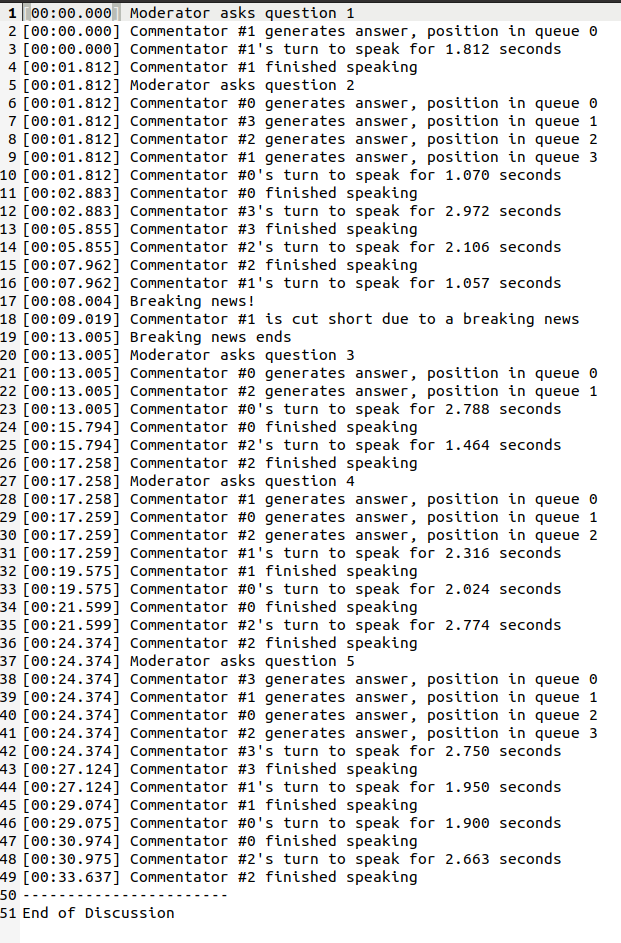 1 [00:00.000] Moderator asks question 1
2 [00:00.000] Commentator #1 generates answer, position in queue 0
3 [00:00.000] Commentator #1's turn to speak for 1.812 seconds
4 [00:01.812] Commentator #1 finished speaking
5 [00:01.812] Moderator asks question 2
6 [00:01.812] Commentator #0 generates answer, position in queue 0
7 [00:01.812] Commentator #3 generates answer, position in queue 1
8 [00:01.812] Commentator #2 generates answer, position in queue 2
9 [00:01.812] Commentator #1 generates answer, position in queue 3
10 [00:01.812] Commentator #0's turn to speak for 1.070 seconds
11 [00:02.883] Commentator #0 finished speaking
12 [00:02.883] Commentator #3's turn to speak for 2.972 seconds
13 [00:05.855] Commentator #3 finished speaking
14 [00:05.855] Commentator #2's turn to speak for 2.106 seconds
15 [00:07.962] Commentator #2 finished speaking
16 [00:07.962] Commentator #1's turn to speak for 1.057 seconds
17 [00:08.004] Breaking news!
18 [00:09.019] Commentator #1 is cut short due to a breaking news
19 [00:13.005] Breaking news ends
20 [00:13.005] Moderator asks question 3
21 [00:13.005] Commentator #0 generates answer, position in queue 0
22 [00:13.005] Commentator #2 generates answer, position in queue 1
23 [00:13.005] Commentator #0's turn to speak for 2.788 seconds
24 [00:15.794] Commentator #0 finished speaking
25 [00:15.794] Commentator #2's turn to speak for 1.464 seconds
26 [00:17.258] Commentator #2 finished speaking
27 [00:17.258] Moderator asks question 4
28 [00:17.258] Commentator #1 generates answer, position in queue 0
29 [00:17.259] Commentator #0 generates answer, position in queue 1
30 [00:17.259] Commentator #2 generates answer, position in queue 2
31 [00:17.259] Commentator #1's turn to speak for 2.316 seconds
32 [00:19.575] Commentator #1 finished speaking
33 [00:19.575] Commentator #0's turn to speak for 2.024 seconds
34 [00:21.599] Commentator #0 finished speaking
35 [00:21.599] Commentator #2's turn to speak for 2.774 seconds
36 [00:24.374] Commentator #2 finished speaking
37 [00:24.374] Moderator asks question 5
38 [00:24.374] Commentator #3 generates answer, position in queue 0
39 [00:24.374] Commentator #1 generates answer, position in queue 1
40 [00:24.374] Commentator #0 generates answer, position in queue 2
41 [00:24.374] Commentator #2 generates answer, position in queue 3
42 [00:24.374] Commentator #3's turn to speak for 2.750 seconds
43 [00:27.124] Commentator #3 finished speaking
44 [00:27.124] Commentator #1's turn to speak for 1.950 seconds
45 [00:29.074] Commentator #1 finished speaking
46 [00:29.075] Commentator #0's turn to speak for 1.900 seconds
47 [00:30.974] Commentator #0 finished speaking
48 [00:30.975] Commentator #2's turn to speak for 2.663 seconds
49 [00:33.637] Commentator #2 finished speaking
50 -----------------------
51 End of Discussion